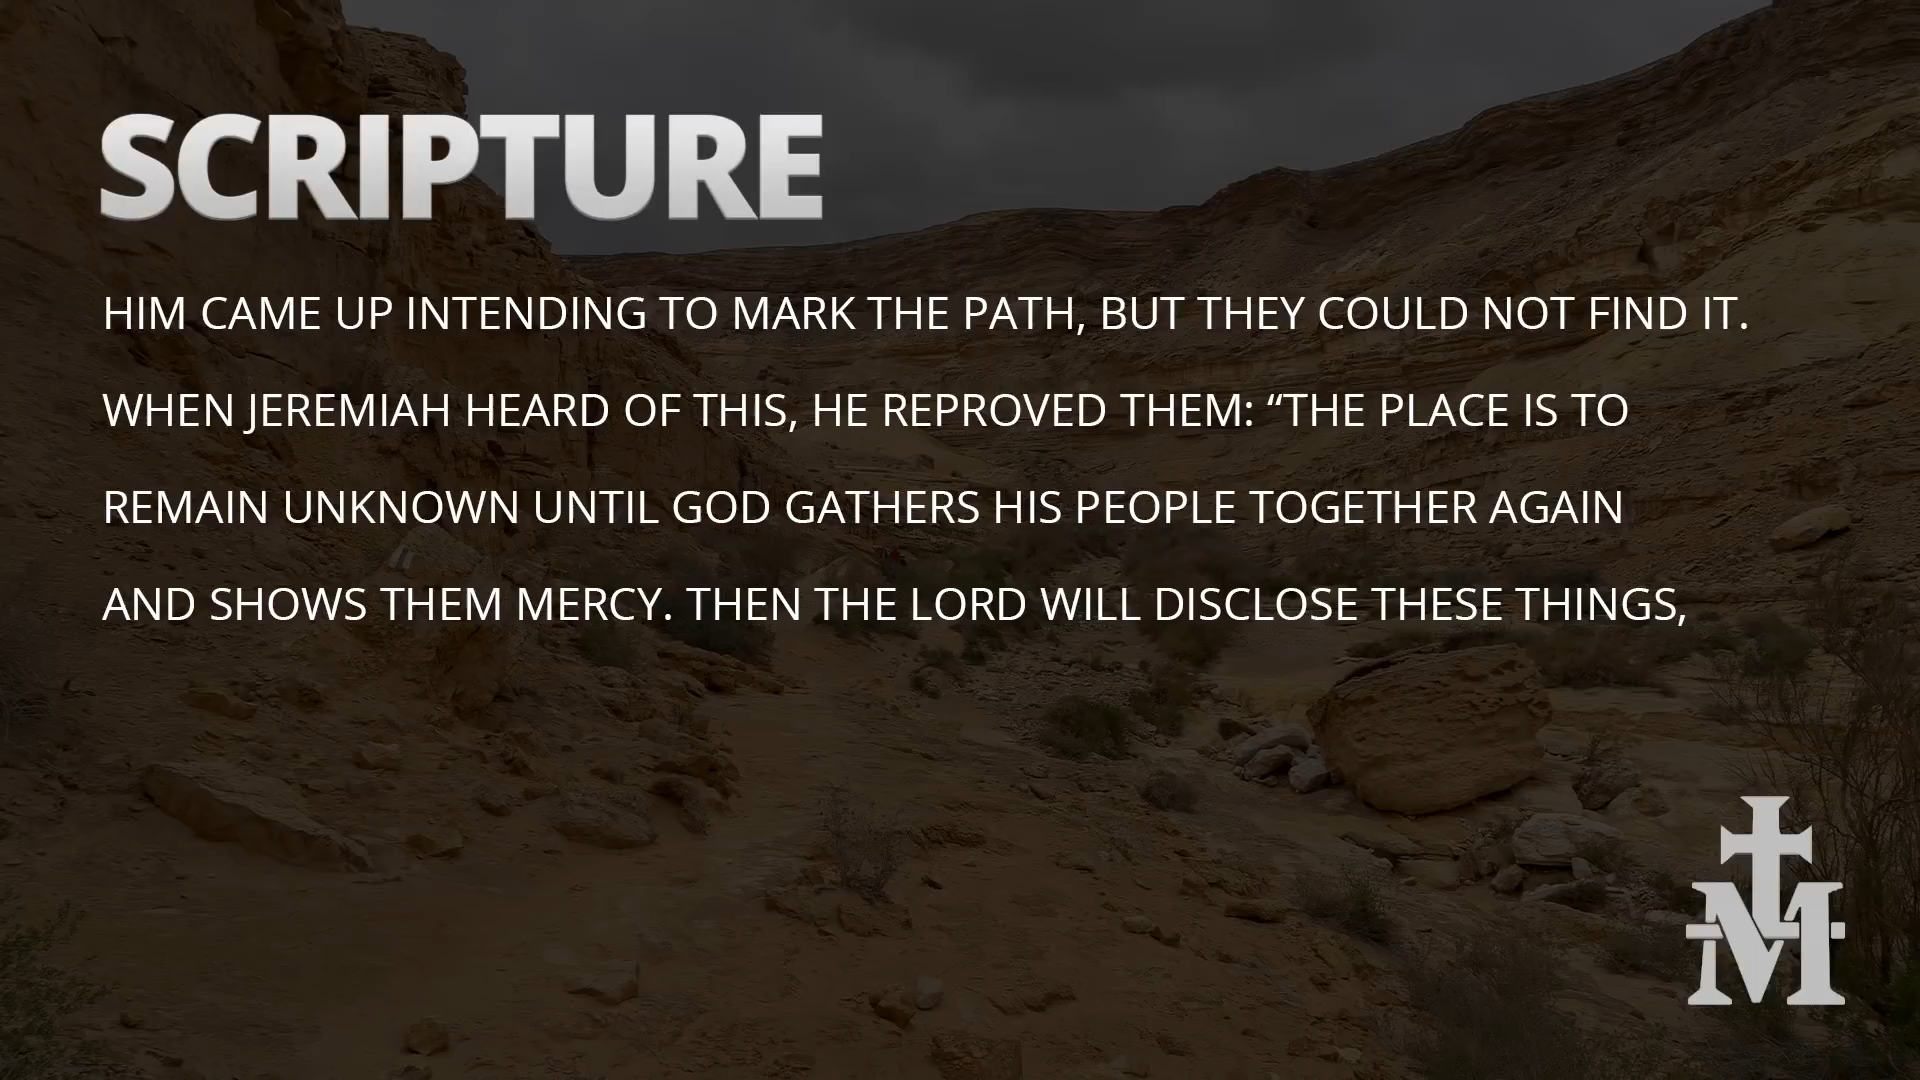 SCRIPTURE
HIM CAME UP INTENDING TO MARK THE PATH, BUT THEY COULD NOT FIND IT.
WHEN JEREMIAH HEARD OF THIS, HE REPROVED THEM: “THE PLACE IS TO
REMAIN UNKNOWN UNTIL GOD GATHERS HIS PEOPLE TOGETHER AGAIN
AND SHOWS THEM MERCY. THEN THE LORD WILL DISCLOSE THESE THINGS,
M